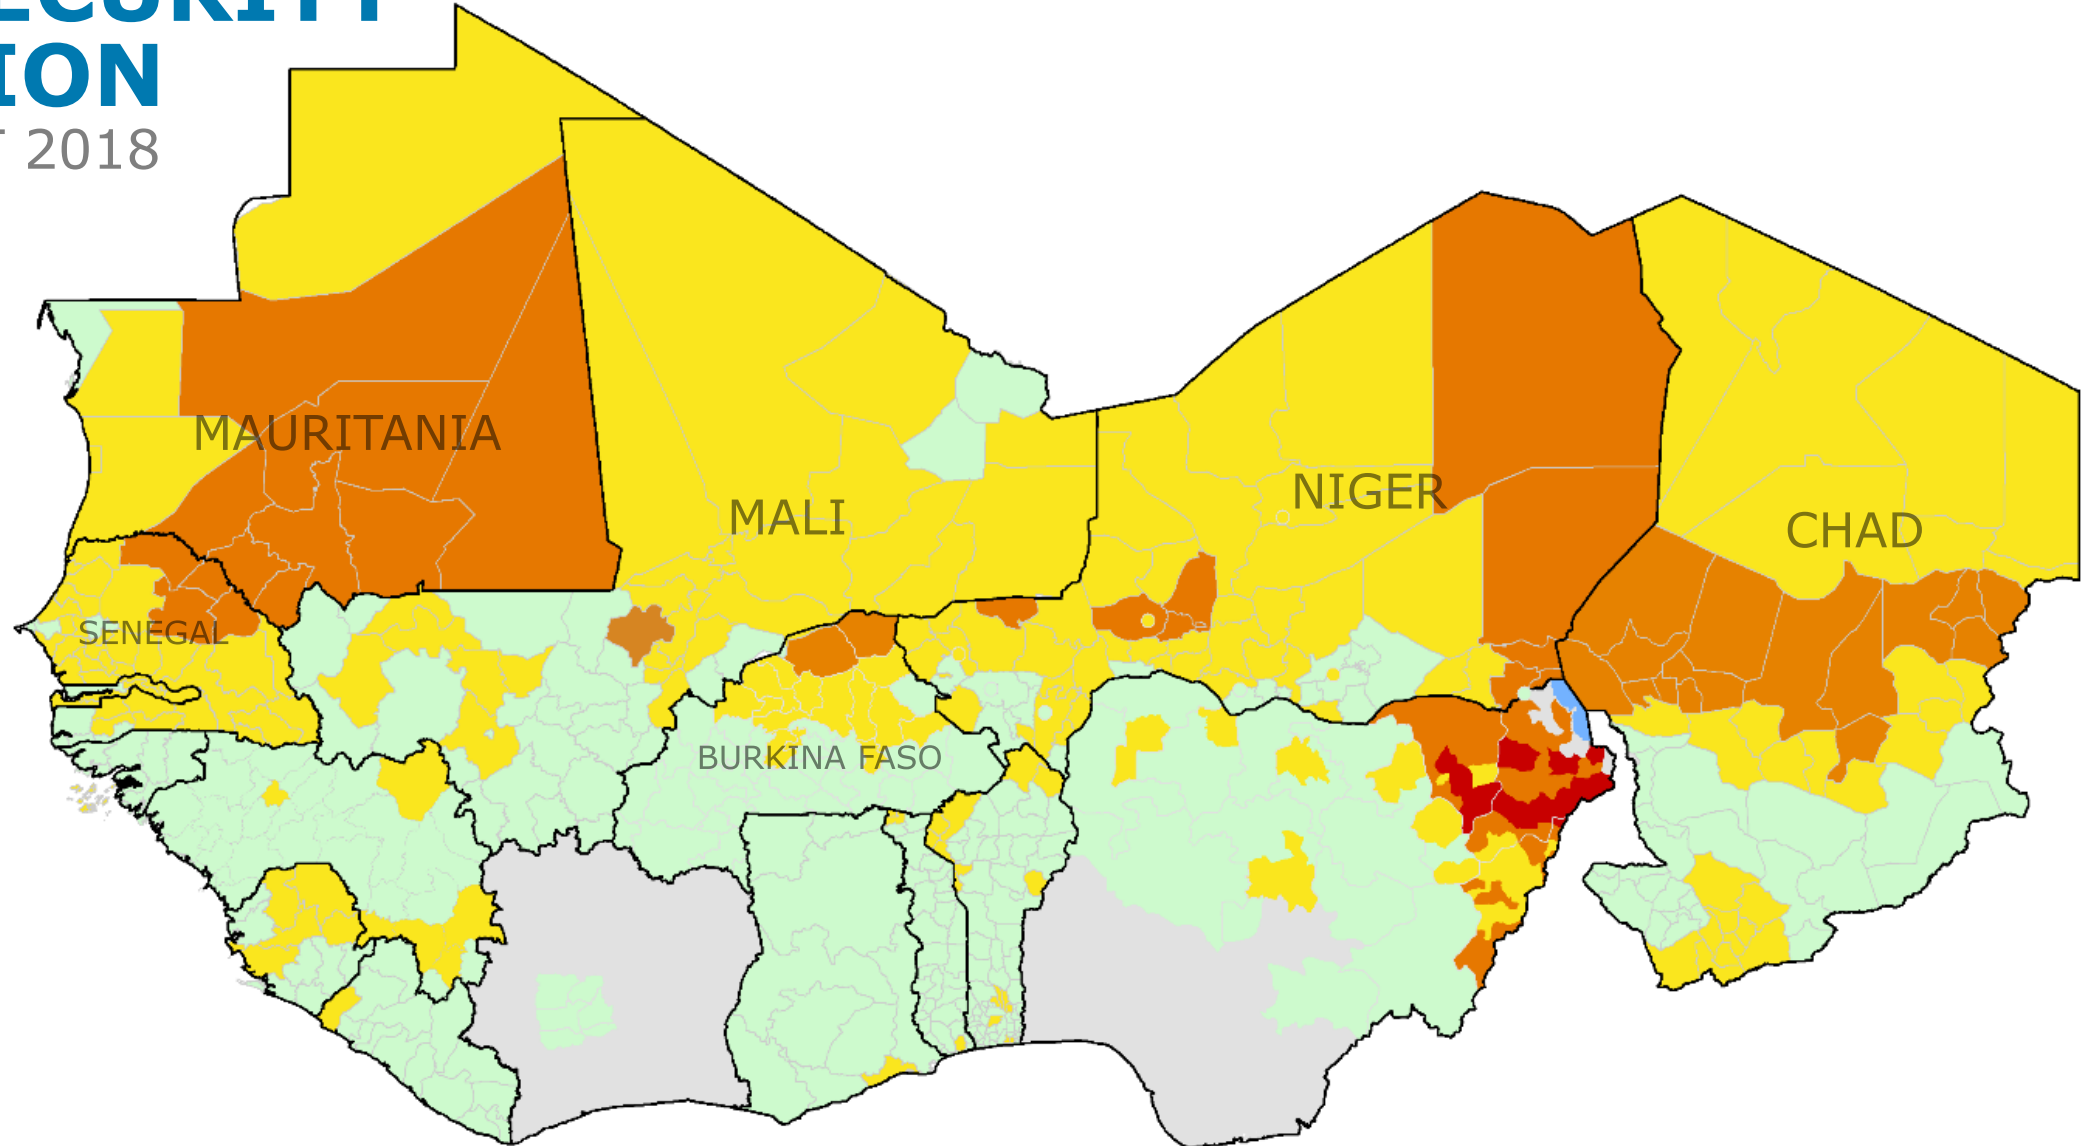 ION
2018
MAURITANIA
MALI
NIGER
CHAD
SENEGAL
BURKINA FASO